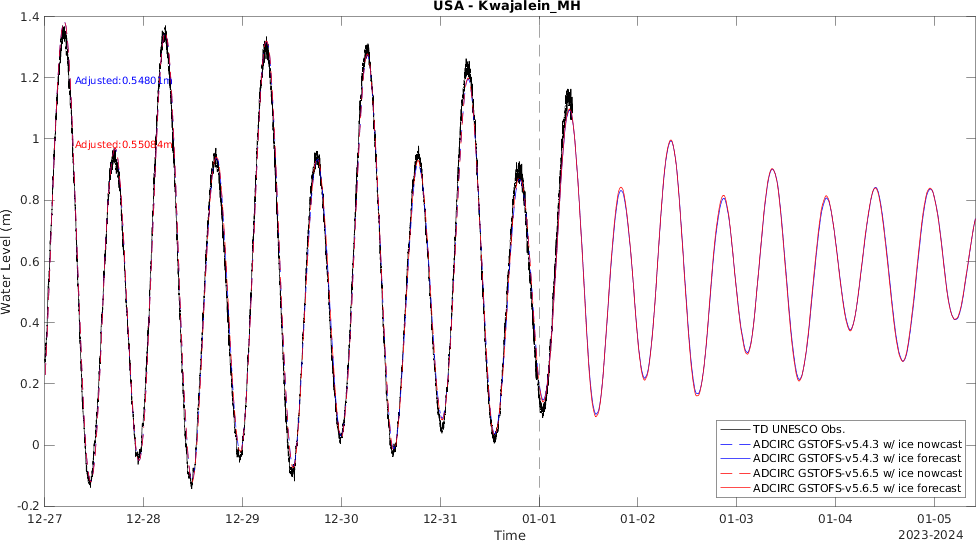 USA - Kwajalein_MH
1.4
1.2
1
0.8
0.6
0.4
0.2
0
-0.2
Water Level (m)
Adjusted:0.54801m
Adjusted:0.55084m
TD UNESCO Obs.
ADCIRC GSTOFS-v5.4.3 w/ ice nowcast
ADCIRC GSTOFS-v5.4.3 w/ ice forecast
ADCIRC GSTOFS-v5.6.5 w/ ice nowcast
ADCIRC GSTOFS-v5.6.5 w/ ice forecast
12-27 12-28 12-29 12-30 12-31 01-01 01-02 01-03 01-04 01-05
Time
2023-2024